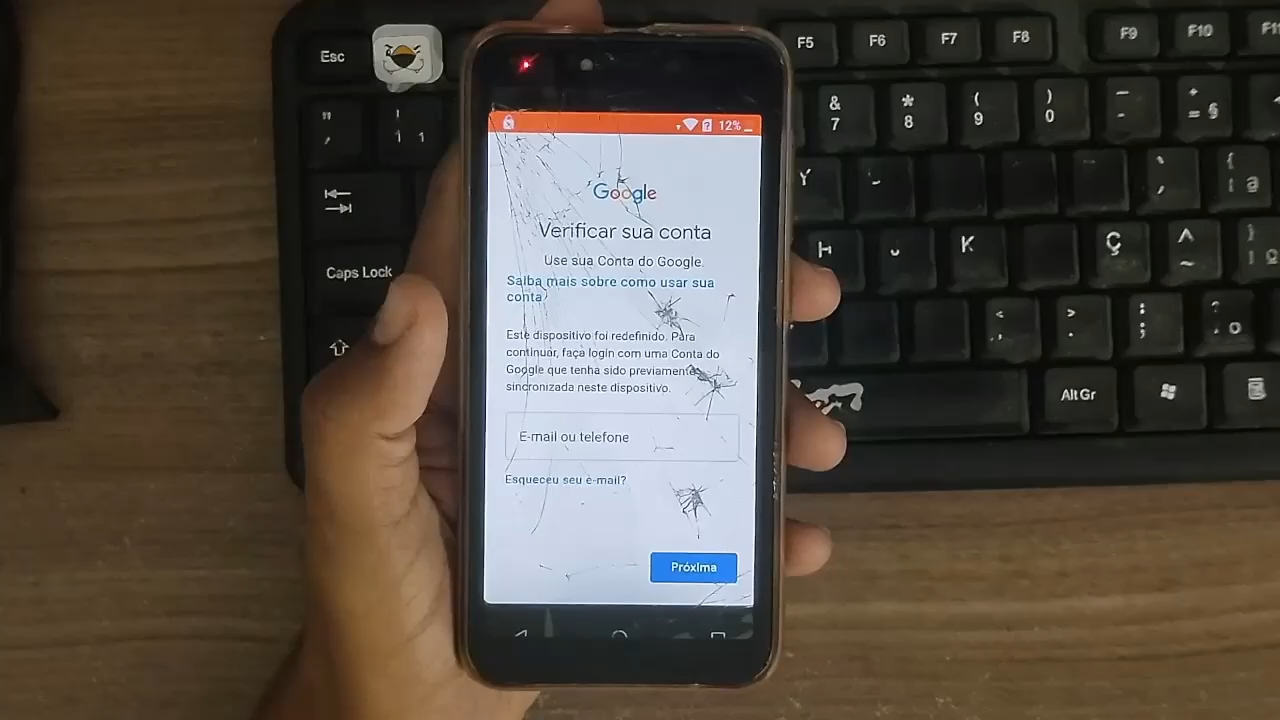 12%
Google
Verificar sua conta
Use sua Conta do Google.
Saiba mais sobre como usar sua
conta
Este dispositivo foi redefinido. Para
continuar, faça login com uma Conta do
Google que tenha sido previamente
sincronizada neste dispositivo.
E-mail ou telefone
Esqueceu seu e-mail?
Próxima
Esc
F5
F6
F7
F8
F9
F10
&
7
*
8
(
9
)
0
Y
Caps Lock
H
K
Ç
Alt Gr